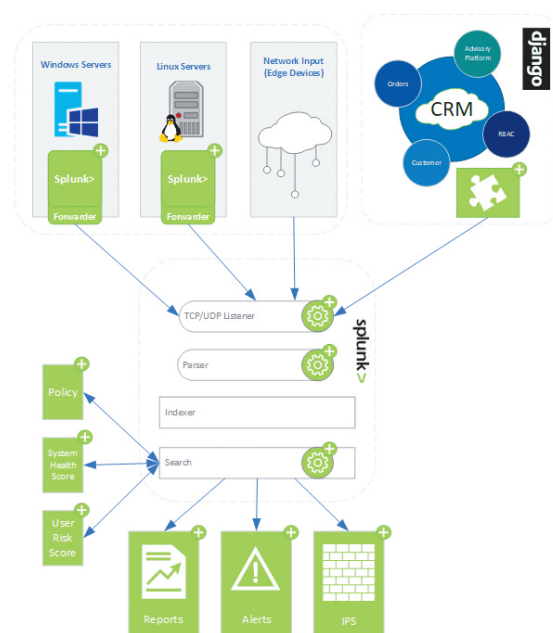 Windows Servers
Splunk>
Forwarder
Linux Servers
Splunk>
Forwarder
Network Input
(Edge Devices)
django
Advisory
Platform
Orders
CRM
RBAC
Customer
TCP/UDP Listener
Parser
Indexer
Search
splunk>
Policy
System
Health
Score
User
Risk
Score
Reports
Alerts
IPS